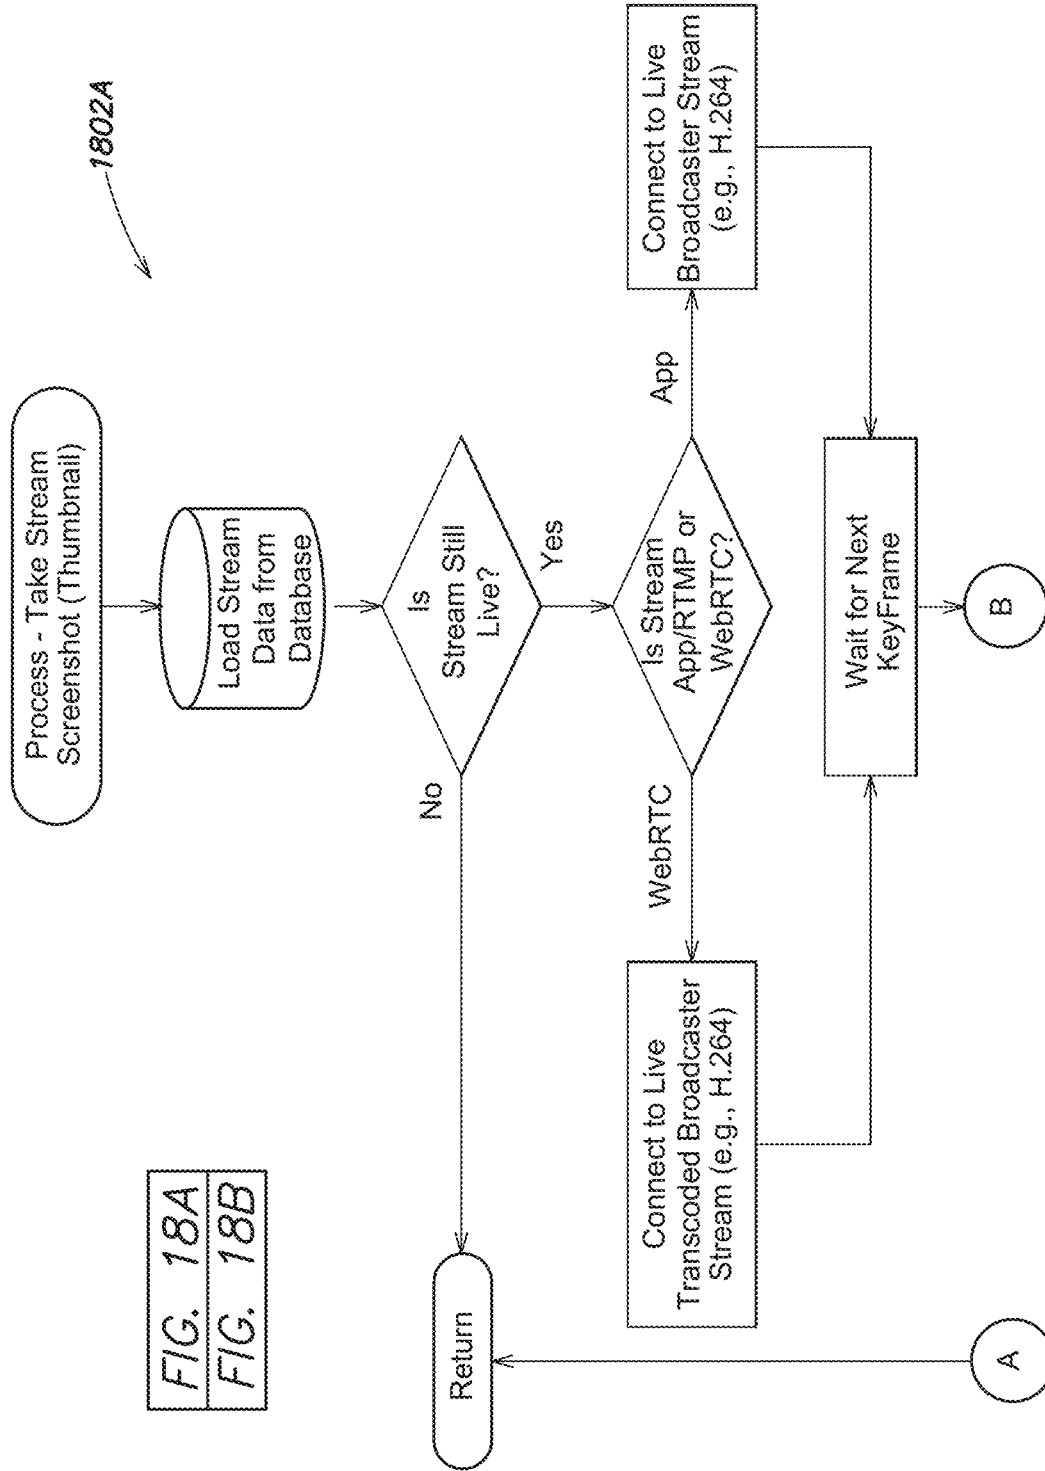 1802A
Process - Take Stream
Screenshot (Thumbnail)
Load Stream
Data from
Database
Is
Stream Still
Live?
No
Yes
Return
Is Stream
App/RTMP or
WebRTC?
WebRTC
App
Connect to Live
Transcoded Broadcaster
Stream (e.g., H.264)
Connect to Live
Broadcaster Stream
(e.g., H.264)
Wait for Next
KeyFrame
A
B
FIG. 18A
FIG. 18B